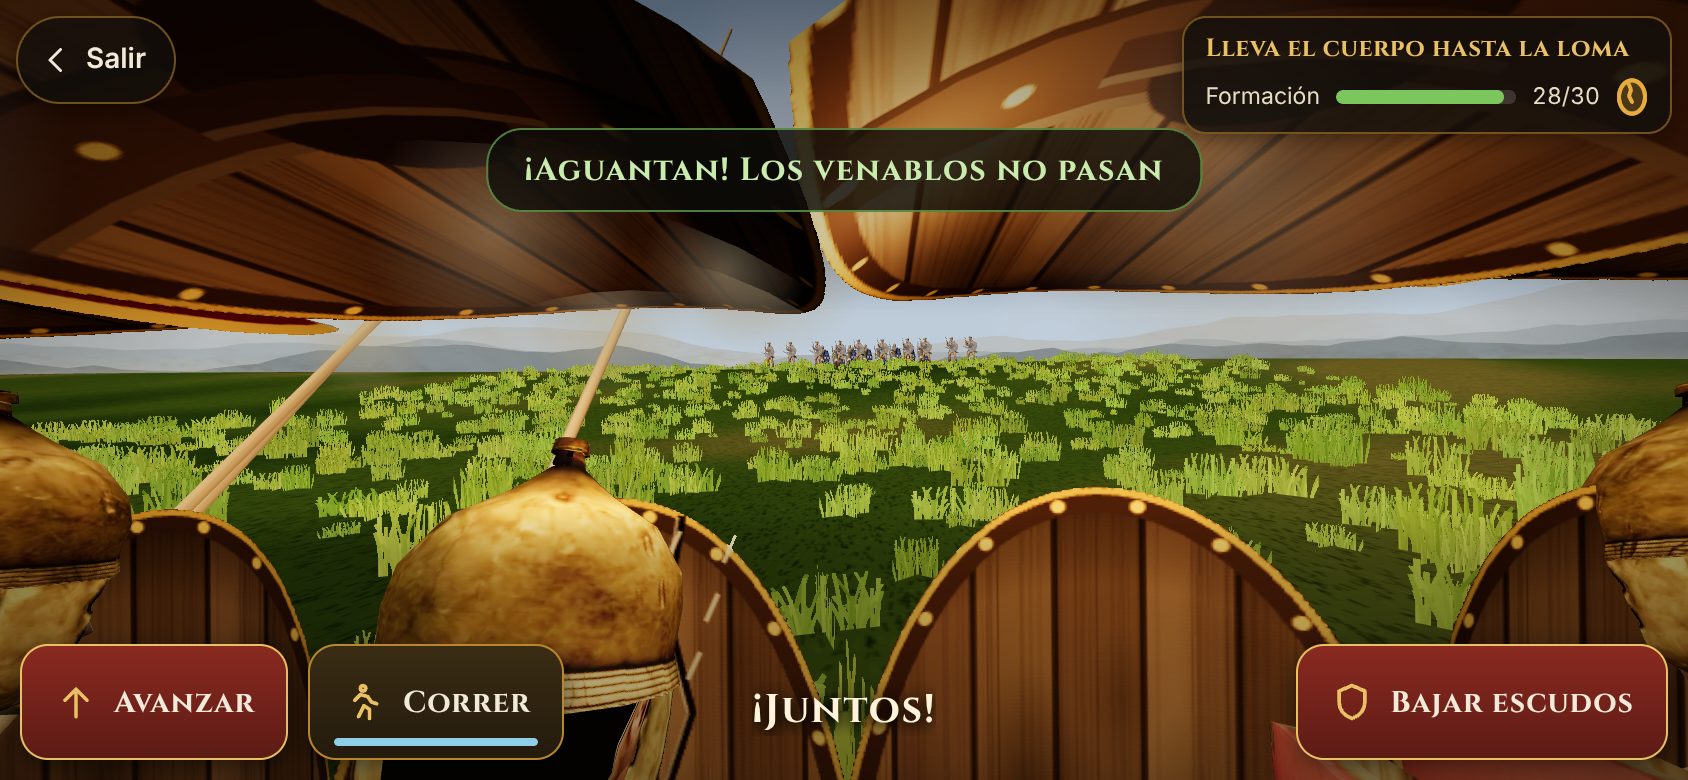 Salir
LLEVA EL CUERPO HASTA LA LOMA
Formación 28/30
¡AGUANTAN! LOS VENABLOS NO PASAN
AVANZAR
CORRER
¡JUNTOS!
BAJAR ESCUDOS